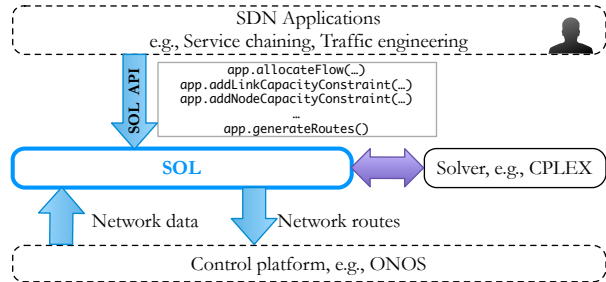 SDN Applications
e.g., Service chaining, Traffic engineering
SOL API
app.allocateFlow(…)
app.addLinkCapacityConstraint(…)
app.addNodeCapacityConstraint(…)
…
app.generateRoutes()
SOL
Solver, e.g., CPLEX
Network data
Network routes
Control platform, e.g., ONOS